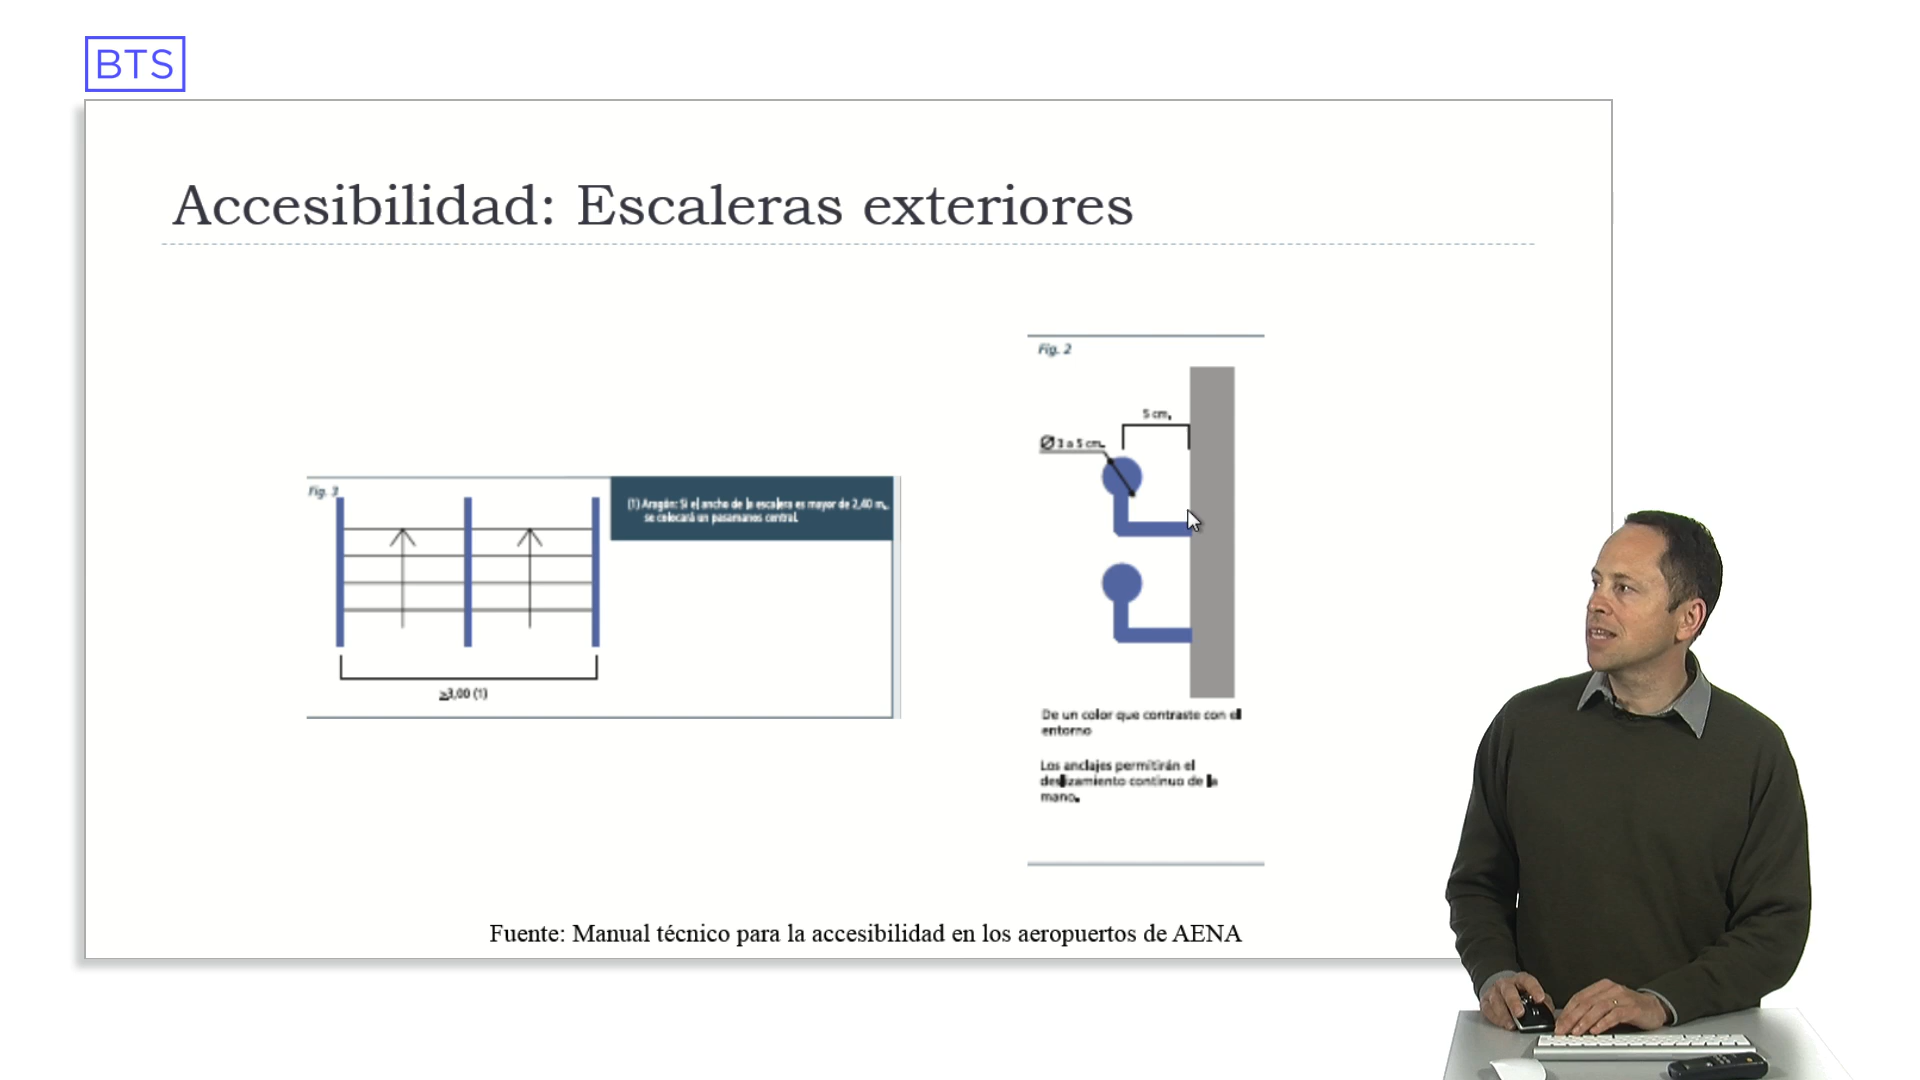 BTS
Accesibilidad: Escaleras exteriores
Fig. 2
5 cm.
Ø 3 a 5 cm.
Fig. 3
(1) Aragón: Si el ancho de la escalera es mayor de 2,40 m.,
se colocará un pasamanos central.
≥3,00 (1)
De un color que contraste con el
entorno
Los anclajes permitirán el
deslizamiento continuo de la
mano.
Fuente: Manual técnico para la accesibilidad en los aeropuertos de AENA